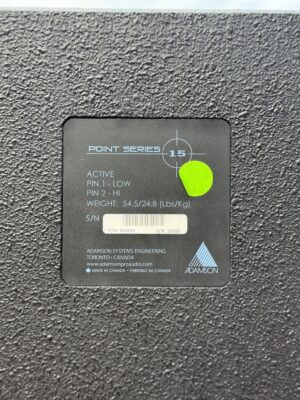 POINT SERIES 15
ACTIVE
PIN 1 - LOW
PIN 2 - HI
WEIGHT: 54.5/24.8 (Lbs/Kg)
S/N
ADAMSON SYSTEMS ENGINEERING
TORONTO • CANADA
www.adamsonproaudio.com
MADE IN CANADA • FABRIQUÉ AU CANADA
ADAMSON